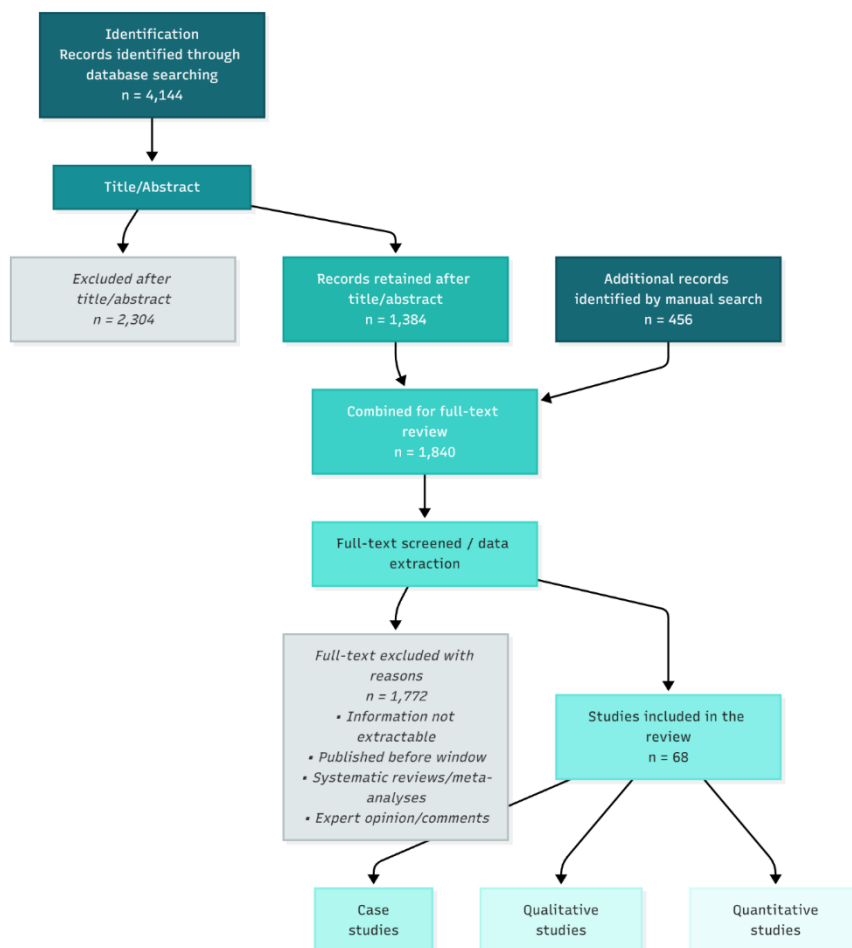 Identification
Records identified through
database searching
n = 4,144
Title/Abstract
Excluded after
title/abstract
n = 2,304
Records retained after
title/abstract
n = 1,384
Additional records
identified by manual search
n = 456
Combined for full-text
review
n = 1,840
Full-text screened / data
extraction
Full-text excluded with
reasons
n = 1,772
• Information not
extractable
• Published before window
• Systematic reviews/meta-
analyses
• Expert opinion/comments
Studies included in the
review
n = 68
Case
studies
Qualitative
studies
Quantitative
studies